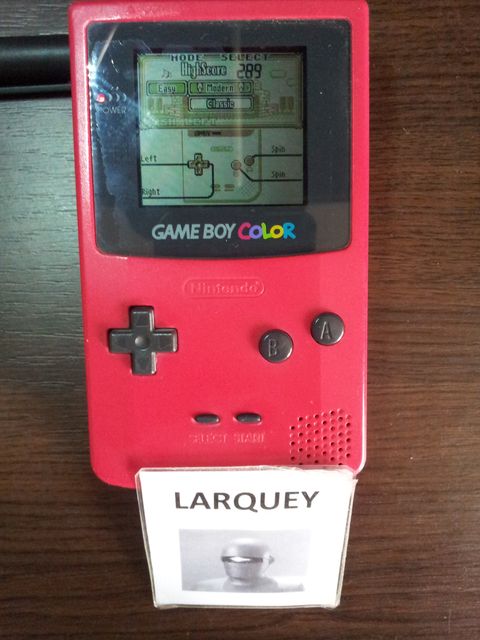 MODE SELECT
HighScore 289
Easy
Modern
Classic
POWER
Left
Spin
Spin
Right
GAME BOY COLOR
Nintendo
B
A
SELECT START
LARQUEY